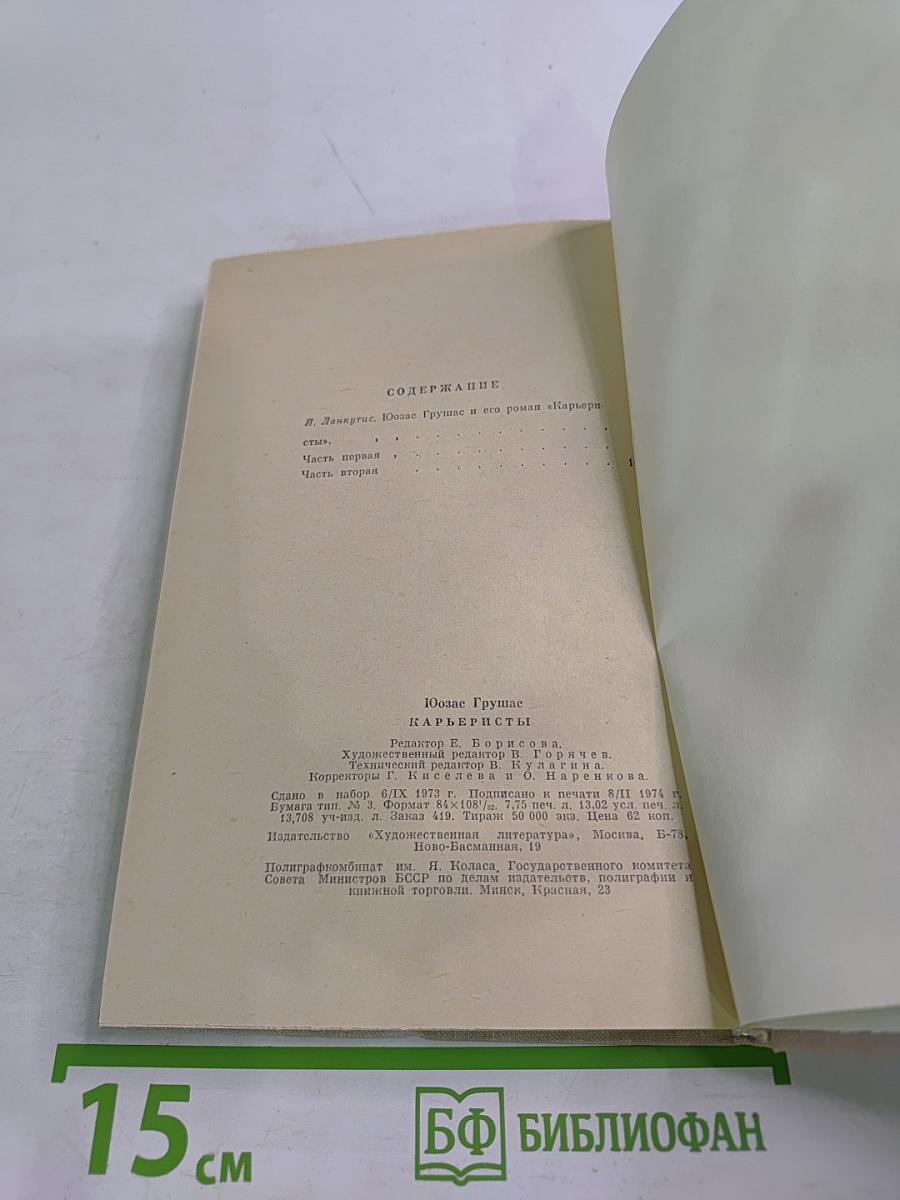 СОДЕРЖАНИЕ
Й. Ланкутис. Юозас Грушас и его роман «Карьери-
сты».
Часть первая
Часть вторая
1
Юозас Грушас
КАРЬЕРИСТЫ
Редактор Е. Борисова.
Художественный редактор В. Горячев.
Технический редактор В. Кулагина.
Корректоры Г. Киселева и О. Наренкова.
Сдано в набор 6/IX 1973 г. Подписано к печати 8/II 1974 г.
Бумага тип. № 3. Формат 84×108¹/₃₂. 7,75 печ. л. 13,02 усл. печ. л.
13,708 уч-изд. л. Заказ 419. Тираж 50 000 экз. Цена 62 коп.
Издательство «Художественная литература», Москва, Б-78,
Ново-Басманная, 19
Полиграфкомбинат им. Я. Коласа, Государственного комитета
Совета Министров БССР по делам издательств, полиграфии и
книжной торговли. Минск, Красная, 23
15 см
БФ БИБЛИОФАН